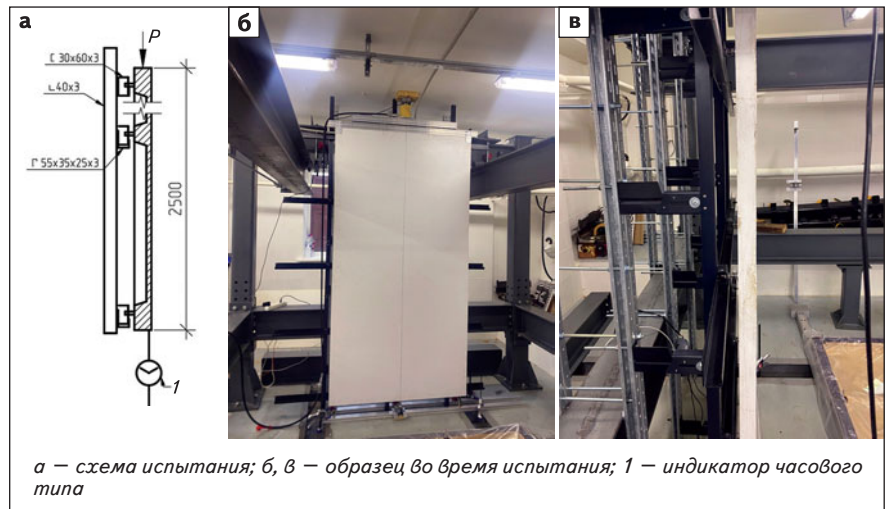 а
б
в
P
[ 30x60x3
∟40x3
Г 55x35x25x3
2500
1
а — схема испытания; б, в — образец во время испытания; 1 — индикатор часового
типа